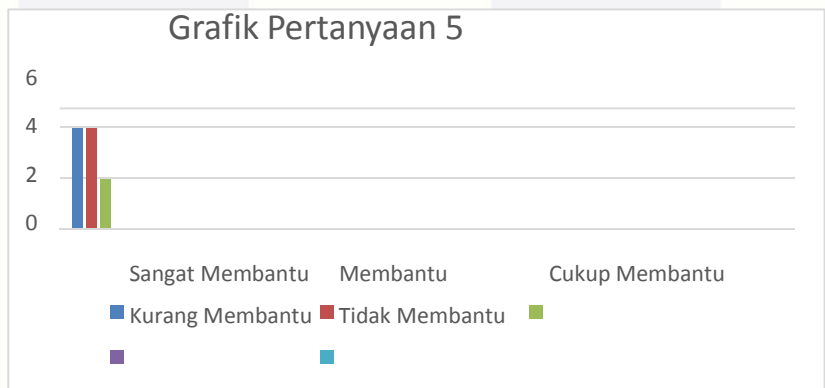 Grafik Pertanyaan 5
6
4
2
0
Sangat Membantu Membantu Cukup Membantu
Kurang Membantu Tidak Membantu